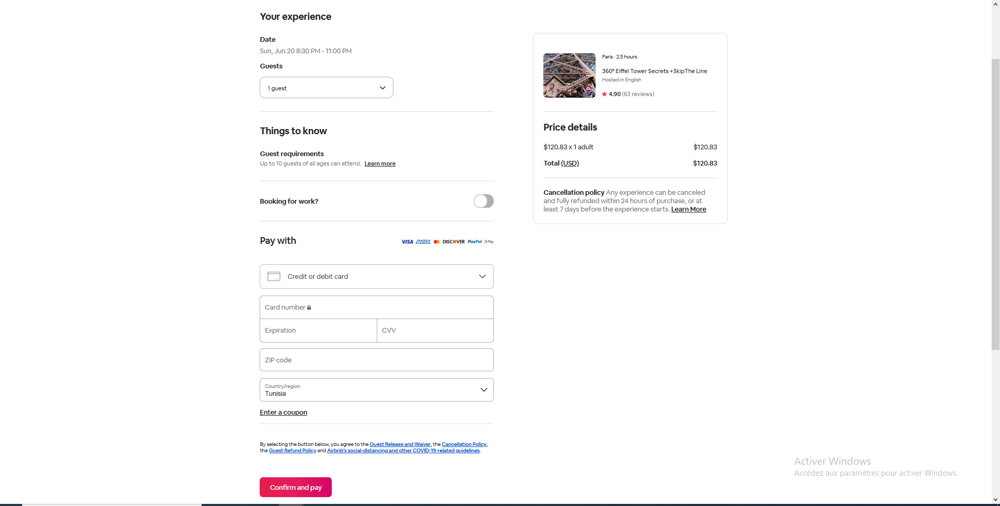 Your experience
Date
Sun, Jun 20 8:30 PM - 11:00 PM
Guests
1 guest
Things to know
Guest requirements
Up to 10 guests of all ages can attend. Learn more
Booking for work?
Pay with
VISA AMEX DISCOVER PayPal G Pay
Credit or debit card
Card number
Expiration
CVV
ZIP code
Country/region
Tunisia
Enter a coupon
By selecting the button below, you agree to the Guest Release and Waiver, the Cancellation Policy,
the Guest Refund Policy and Airbnb's social-distancing and other COVID-19-related guidelines.
Confirm and pay
Paris · 2.5 hours
360º Eiffel Tower Secrets +SkipThe Line
Hosted in English
4.90 (63 reviews)
Price details
$120.83 x 1 adult $120.83
Total (USD) $120.83
Cancellation policy Any experience can be canceled
and fully refunded within 24 hours of purchase, or at
least 7 days before the experience starts. Learn More
Activer Windows
Accédez aux paramètres pour activer Windows.